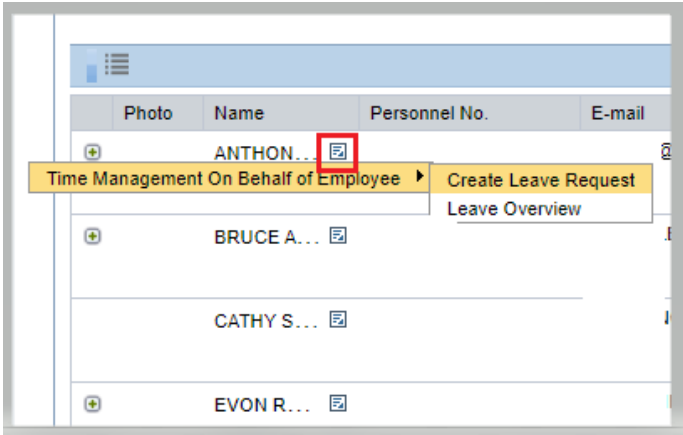 Photo Name Personnel No. E-mail
ANTHON... @
Time Management On Behalf of Employee Create Leave Request
Leave Overview
BRUCE A...
CATHY S...
EVON R...